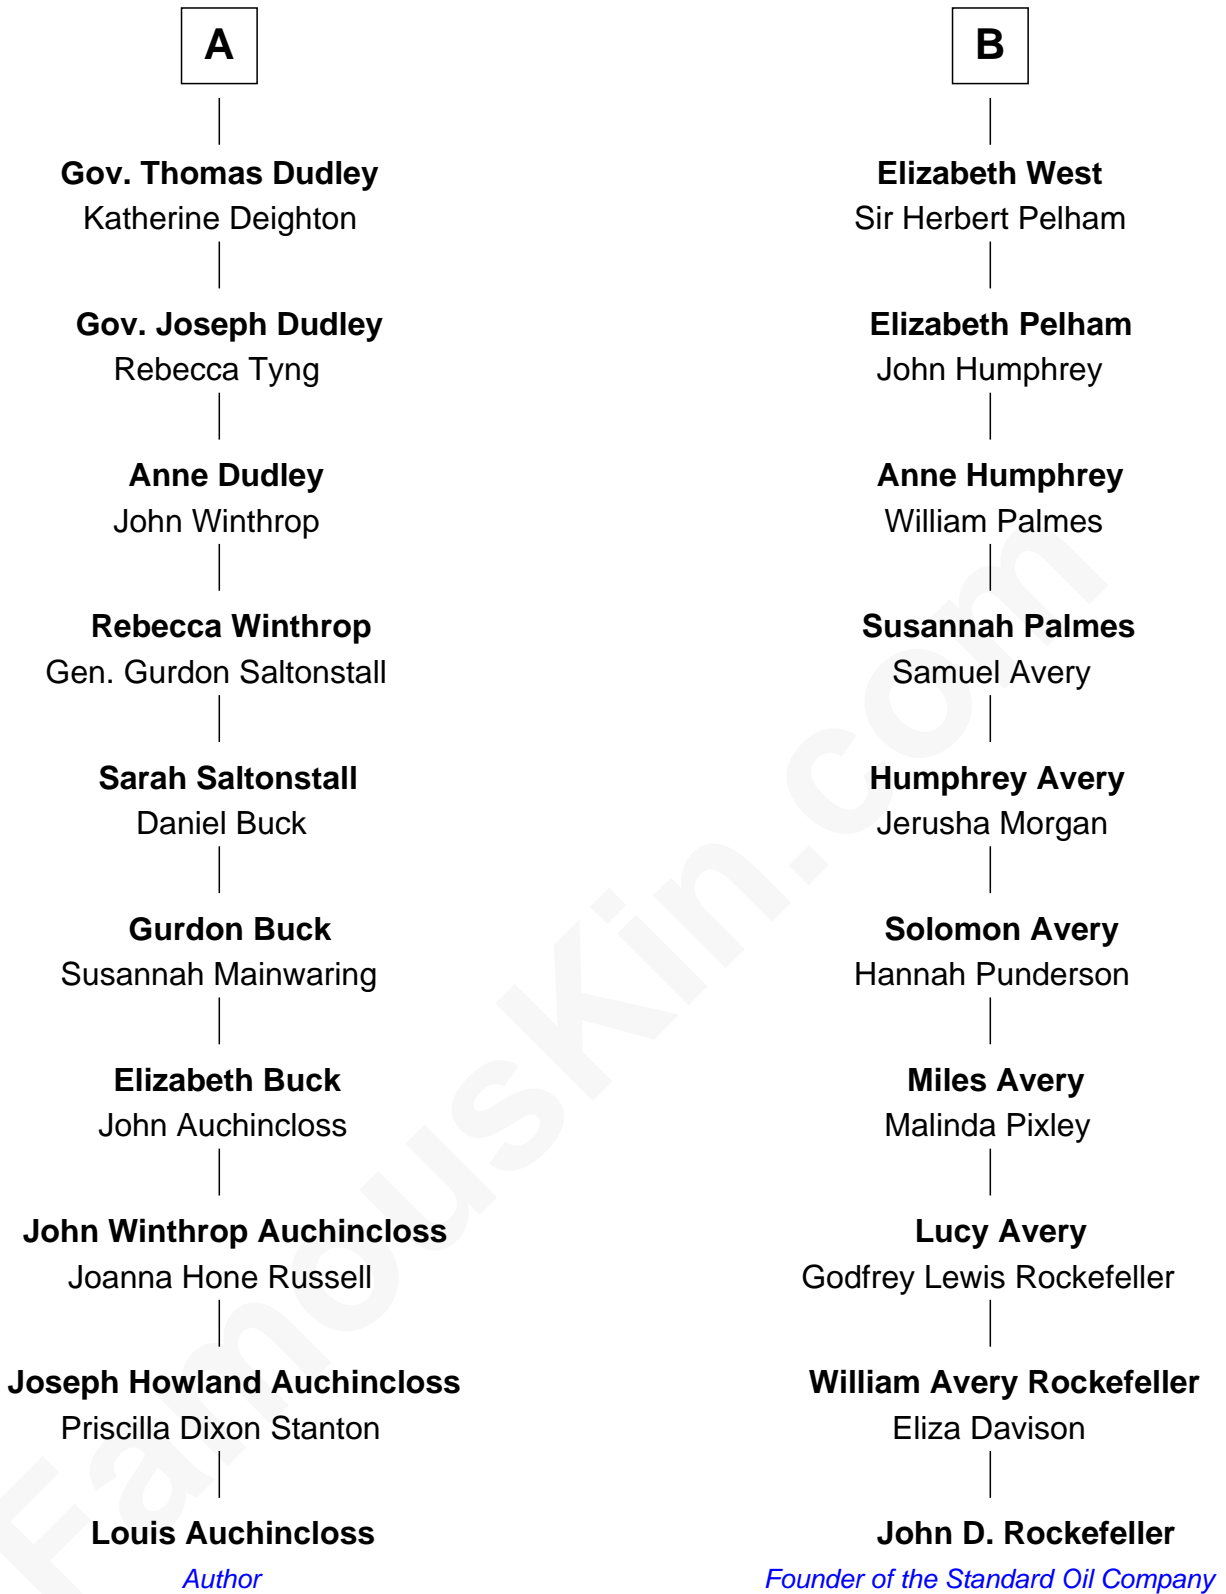 A
Gov. Thomas Dudley
Katherine Deighton
Gov. Joseph Dudley
Rebecca Tyng
Anne Dudley
John Winthrop
Rebecca Winthrop
Gen. Gurdon Saltonstall
Sarah Saltonstall
Daniel Buck
Gurdon Buck
Susannah Mainwaring
Elizabeth Buck
John Auchincloss
John Winthrop Auchincloss
Joanna Hone Russell
Joseph Howland Auchincloss
Priscilla Dixon Stanton
Louis Auchincloss
Author
B
Elizabeth West
Sir Herbert Pelham
Elizabeth Pelham
John Humphrey
Anne Humphrey
William Palmes
Susannah Palmes
Samuel Avery
Humphrey Avery
Jerusha Morgan
Solomon Avery
Hannah Punderson
Miles Avery
Malinda Pixley
Lucy Avery
Godfrey Lewis Rockefeller
William Avery Rockefeller
Eliza Davison
John D. Rockefeller
Founder of the Standard Oil Company
FamousKin.com